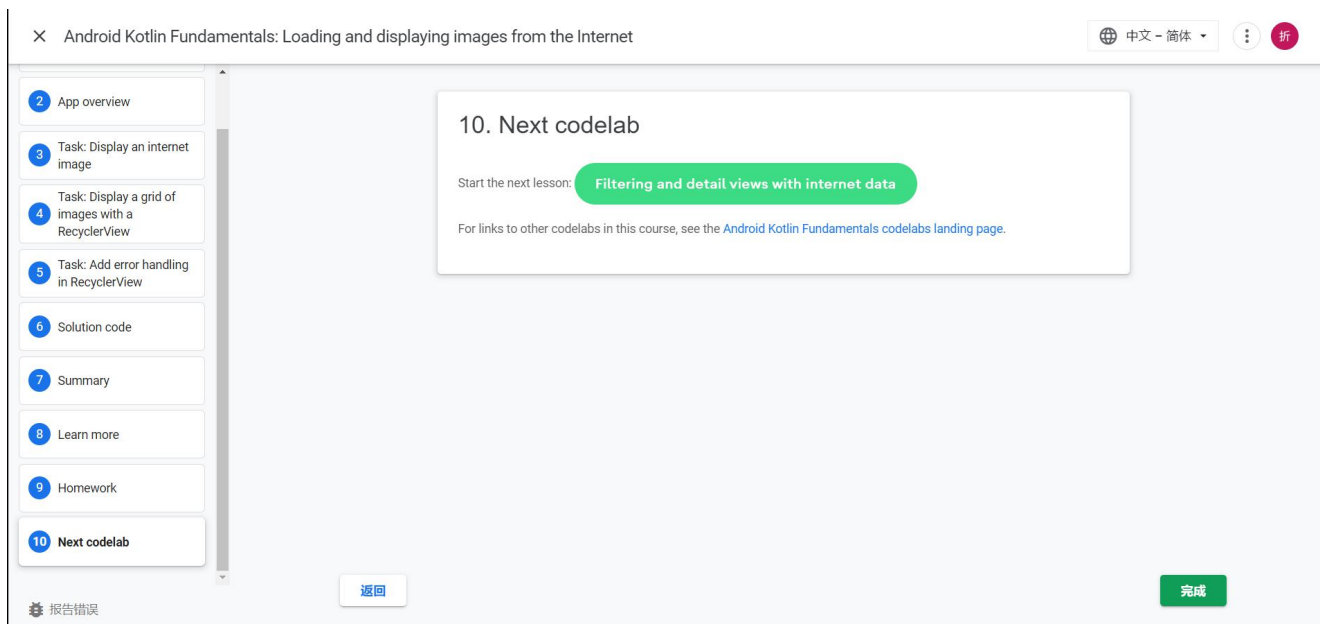 Android Kotlin Fundamentals: Loading and displaying images from the Internet
中文 – 简体
折
2 App overview
3 Task: Display an internet
image
4 Task: Display a grid of
images with a
RecyclerView
5 Task: Add error handling
in RecyclerView
6 Solution code
7 Summary
8 Learn more
9 Homework
10 Next codelab
报告错误
10. Next codelab
Start the next lesson: Filtering and detail views with internet data
For links to other codelabs in this course, see the Android Kotlin Fundamentals codelabs landing page.
返回
完成